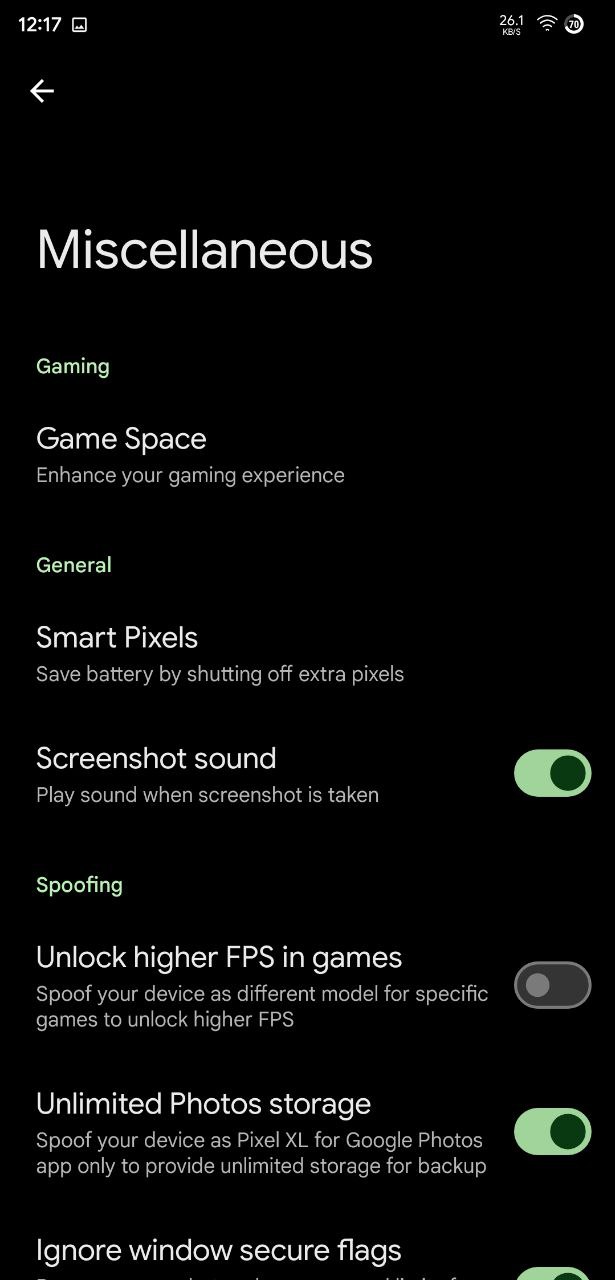 12:17
26.1
KB/S
70
Miscellaneous
Gaming
Game Space
Enhance your gaming experience
General
Smart Pixels
Save battery by shutting off extra pixels
Screenshot sound
Play sound when screenshot is taken
Spoofing
Unlock higher FPS in games
Spoof your device as different model for specific
games to unlock higher FPS
Unlimited Photos storage
Spoof your device as Pixel XL for Google Photos
app only to provide unlimited storage for backup
Ignore window secure flags